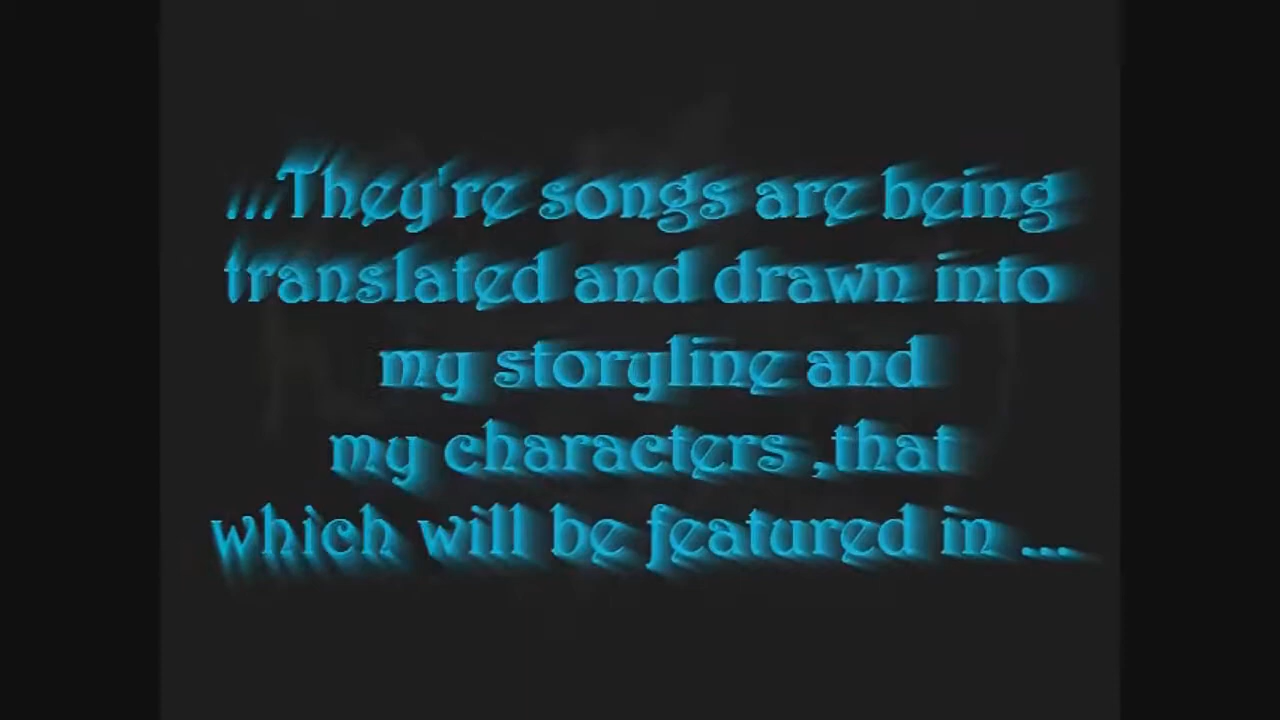 ...They're songs are being
translated and drawn into
my storyline and
my characters ,that
which will be featured in ...